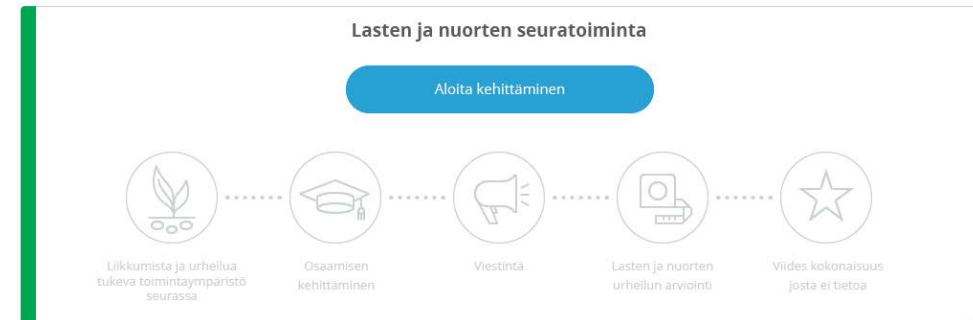 Lasten ja nuorten seuratoiminta
Aloita kehittäminen
Liikkumista ja urheilua
tukeva toimintaympäristö
seurassa
Osaamisen
kehittäminen
Viestintä
Lasten ja nuorten
urheilun arviointi
Viides kokonaisuus
josta ei tietoa